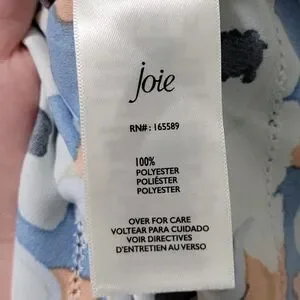 joie
RN#: 165589
100%
POLYESTER
POLIÉSTER
POLYESTER
OVER FOR CARE
VOLTEAR PARA CUIDADO
VOIR DIRECTIVES
D'ENTRETIEN AU VERSO